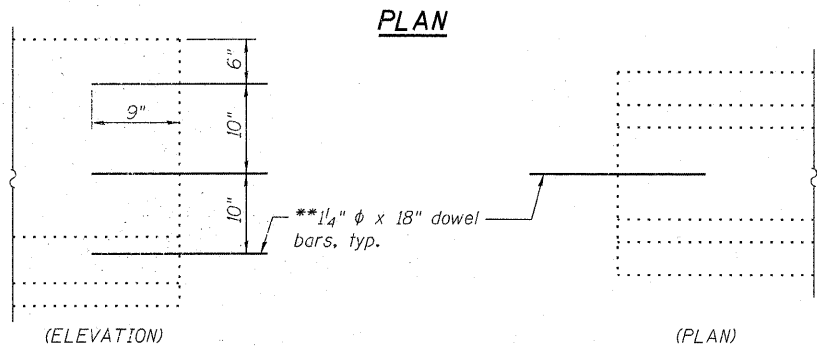 PLAN
6"
9"
10"
10"
**1¼" ϕ x 18" dowel
bars, typ.
(ELEVATION)
(PLAN)